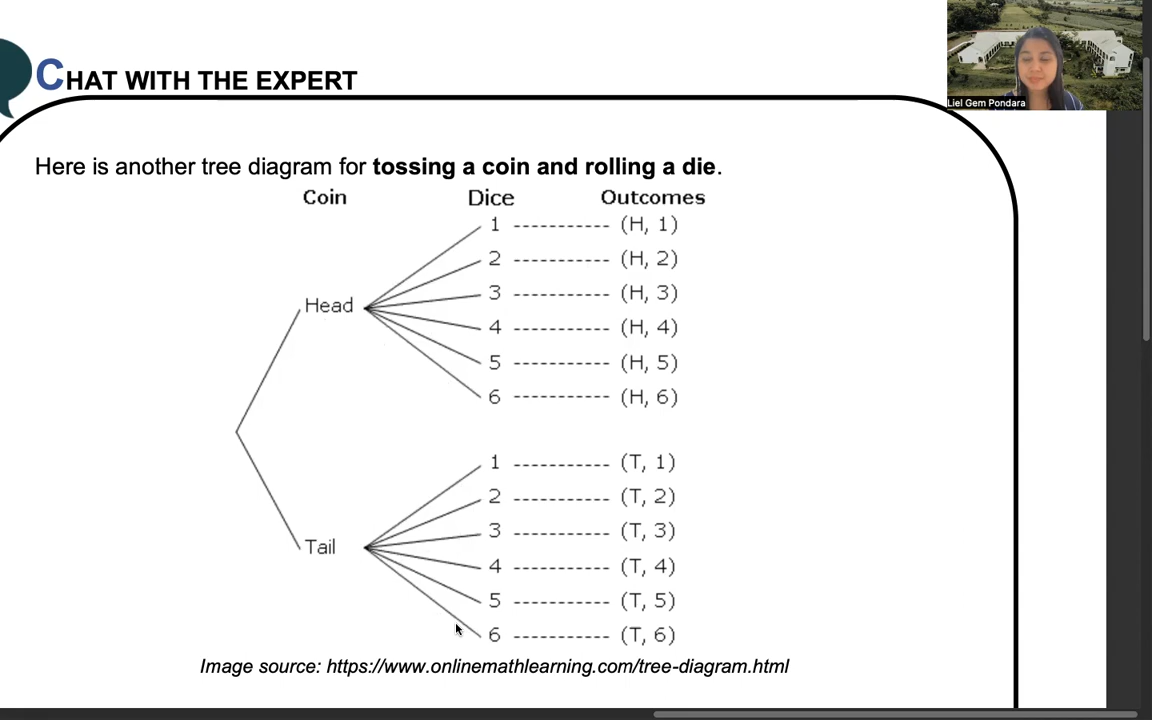 CHAT WITH THE EXPERT
Liel Gem Pondara
Here is another tree diagram for tossing a coin and rolling a die.
Coin Dice Outcomes
1 ----------- (H, 1)
2 ----------- (H, 2)
Head 3 ----------- (H, 3)
4 ----------- (H, 4)
5 ----------- (H, 5)
6 ----------- (H, 6)
1 ----------- (T, 1)
2 ----------- (T, 2)
3 ----------- (T, 3)
Tail 4 ----------- (T, 4)
5 ----------- (T, 5)
6 ----------- (T, 6)
Image source: https://www.onlinemathlearning.com/tree-diagram.html